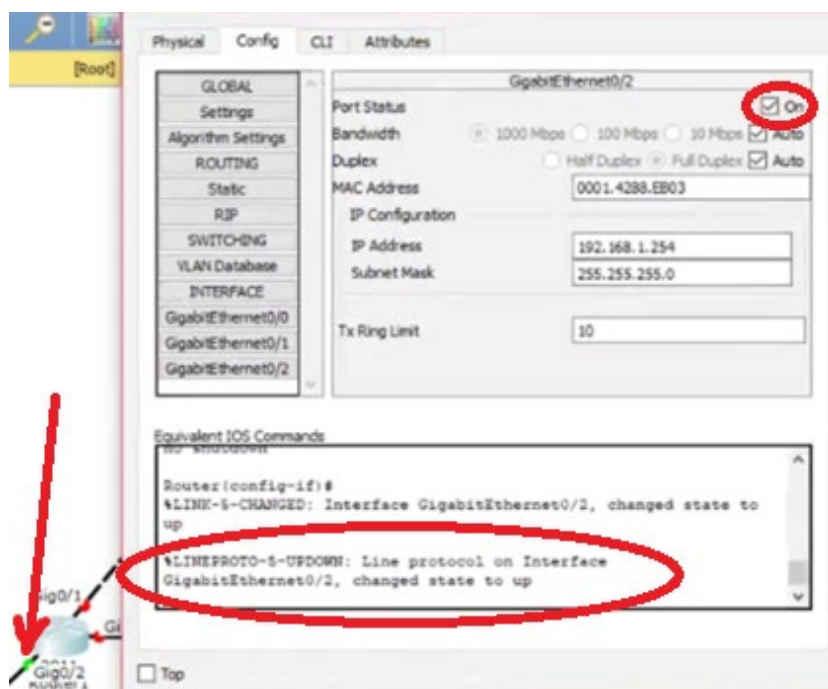 [Root]
Physical Config CLI Attributes
GLOBAL
Settings
Algorithm Settings
ROUTING
Static
RIP
SWITCHING
VLAN Database
INTERFACE
GigabitEthernet0/0
GigabitEthernet0/1
GigabitEthernet0/2
GigabitEthernet0/2
Port Status On
Bandwidth 1000 Mbps 100 Mbps 10 Mbps Auto
Duplex Half Duplex Full Duplex Auto
MAC Address 0001.4288.EB03
IP Configuration
IP Address 192.168.1.254
Subnet Mask 255.255.255.0
Tx Ring Limit 10
Equivalent IOS Commands
no shutdown
Router(config-if)#
%LINK-5-CHANGED: Interface GigabitEthernet0/2, changed state to
up
%LINEPROTO-5-UPDOWN: Line protocol on Interface
GigabitEthernet0/2, changed state to up
Gig0/1
Gi
Gig0/2
Top